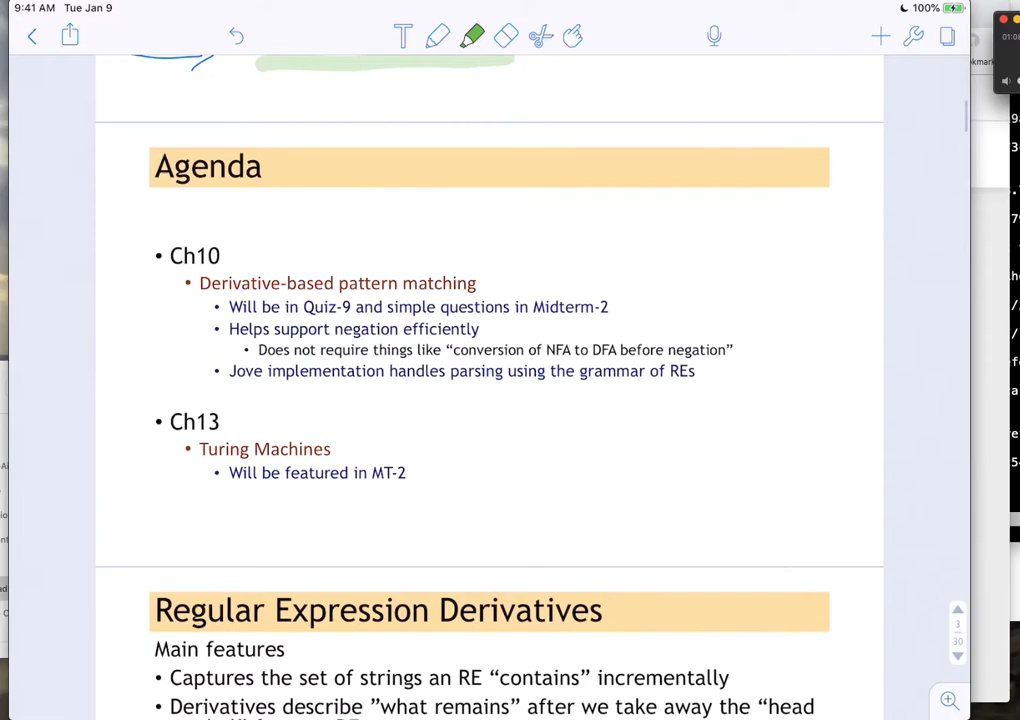 9:41 AM Tue Jan 9
100%
Agenda
• Ch10
• Derivative-based pattern matching
• Will be in Quiz-9 and simple questions in Midterm-2
• Helps support negation efficiently
• Does not require things like “conversion of NFA to DFA before negation”
• Jove implementation handles parsing using the grammar of REs
• Ch13
• Turing Machines
• Will be featured in MT-2
Regular Expression Derivatives
Main features
• Captures the set of strings an RE “contains” incrementally
• Derivatives describe ”what remains” after we take away the “head
3
30